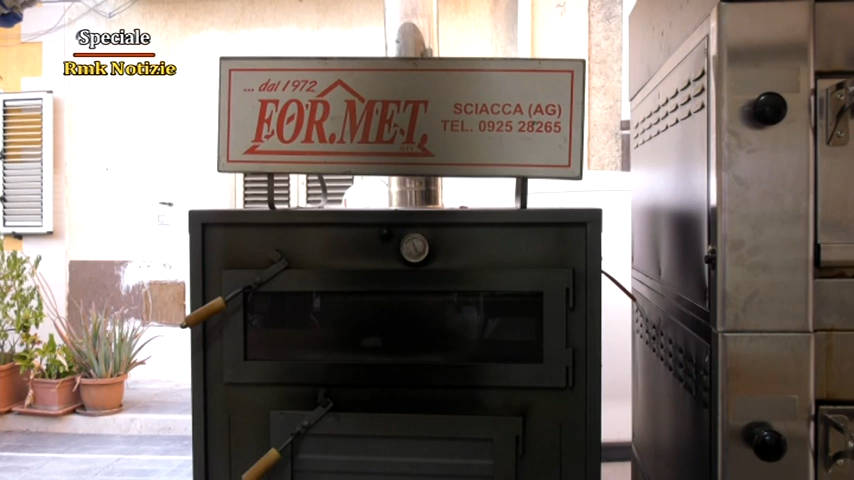 Speciale
Rmk Notizie
... dal 1972
FOR.MET.
SCIACCA (AG)
TEL. 0925 28265